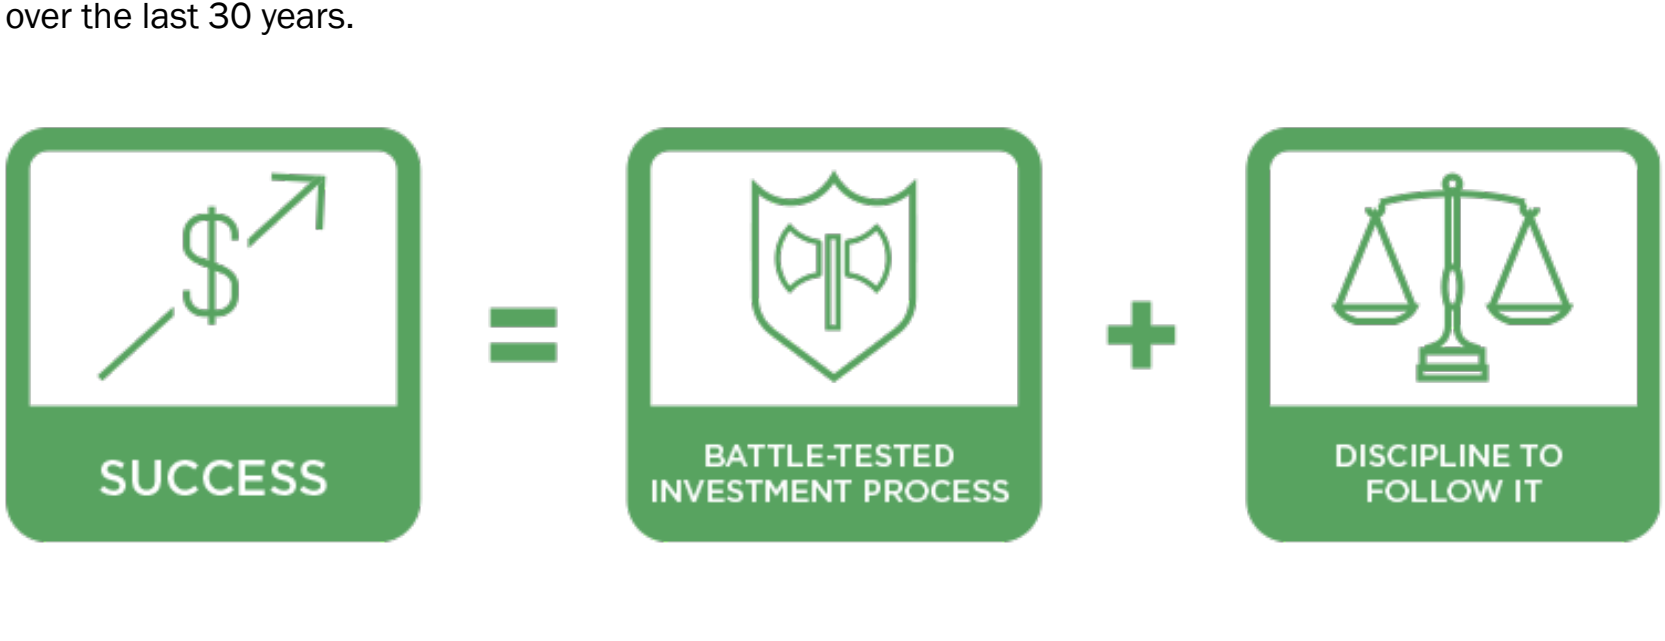 over the last 30 years.
$
SUCCESS
=
BATTLE-TESTED
INVESTMENT PROCESS
+
DISCIPLINE TO
FOLLOW IT